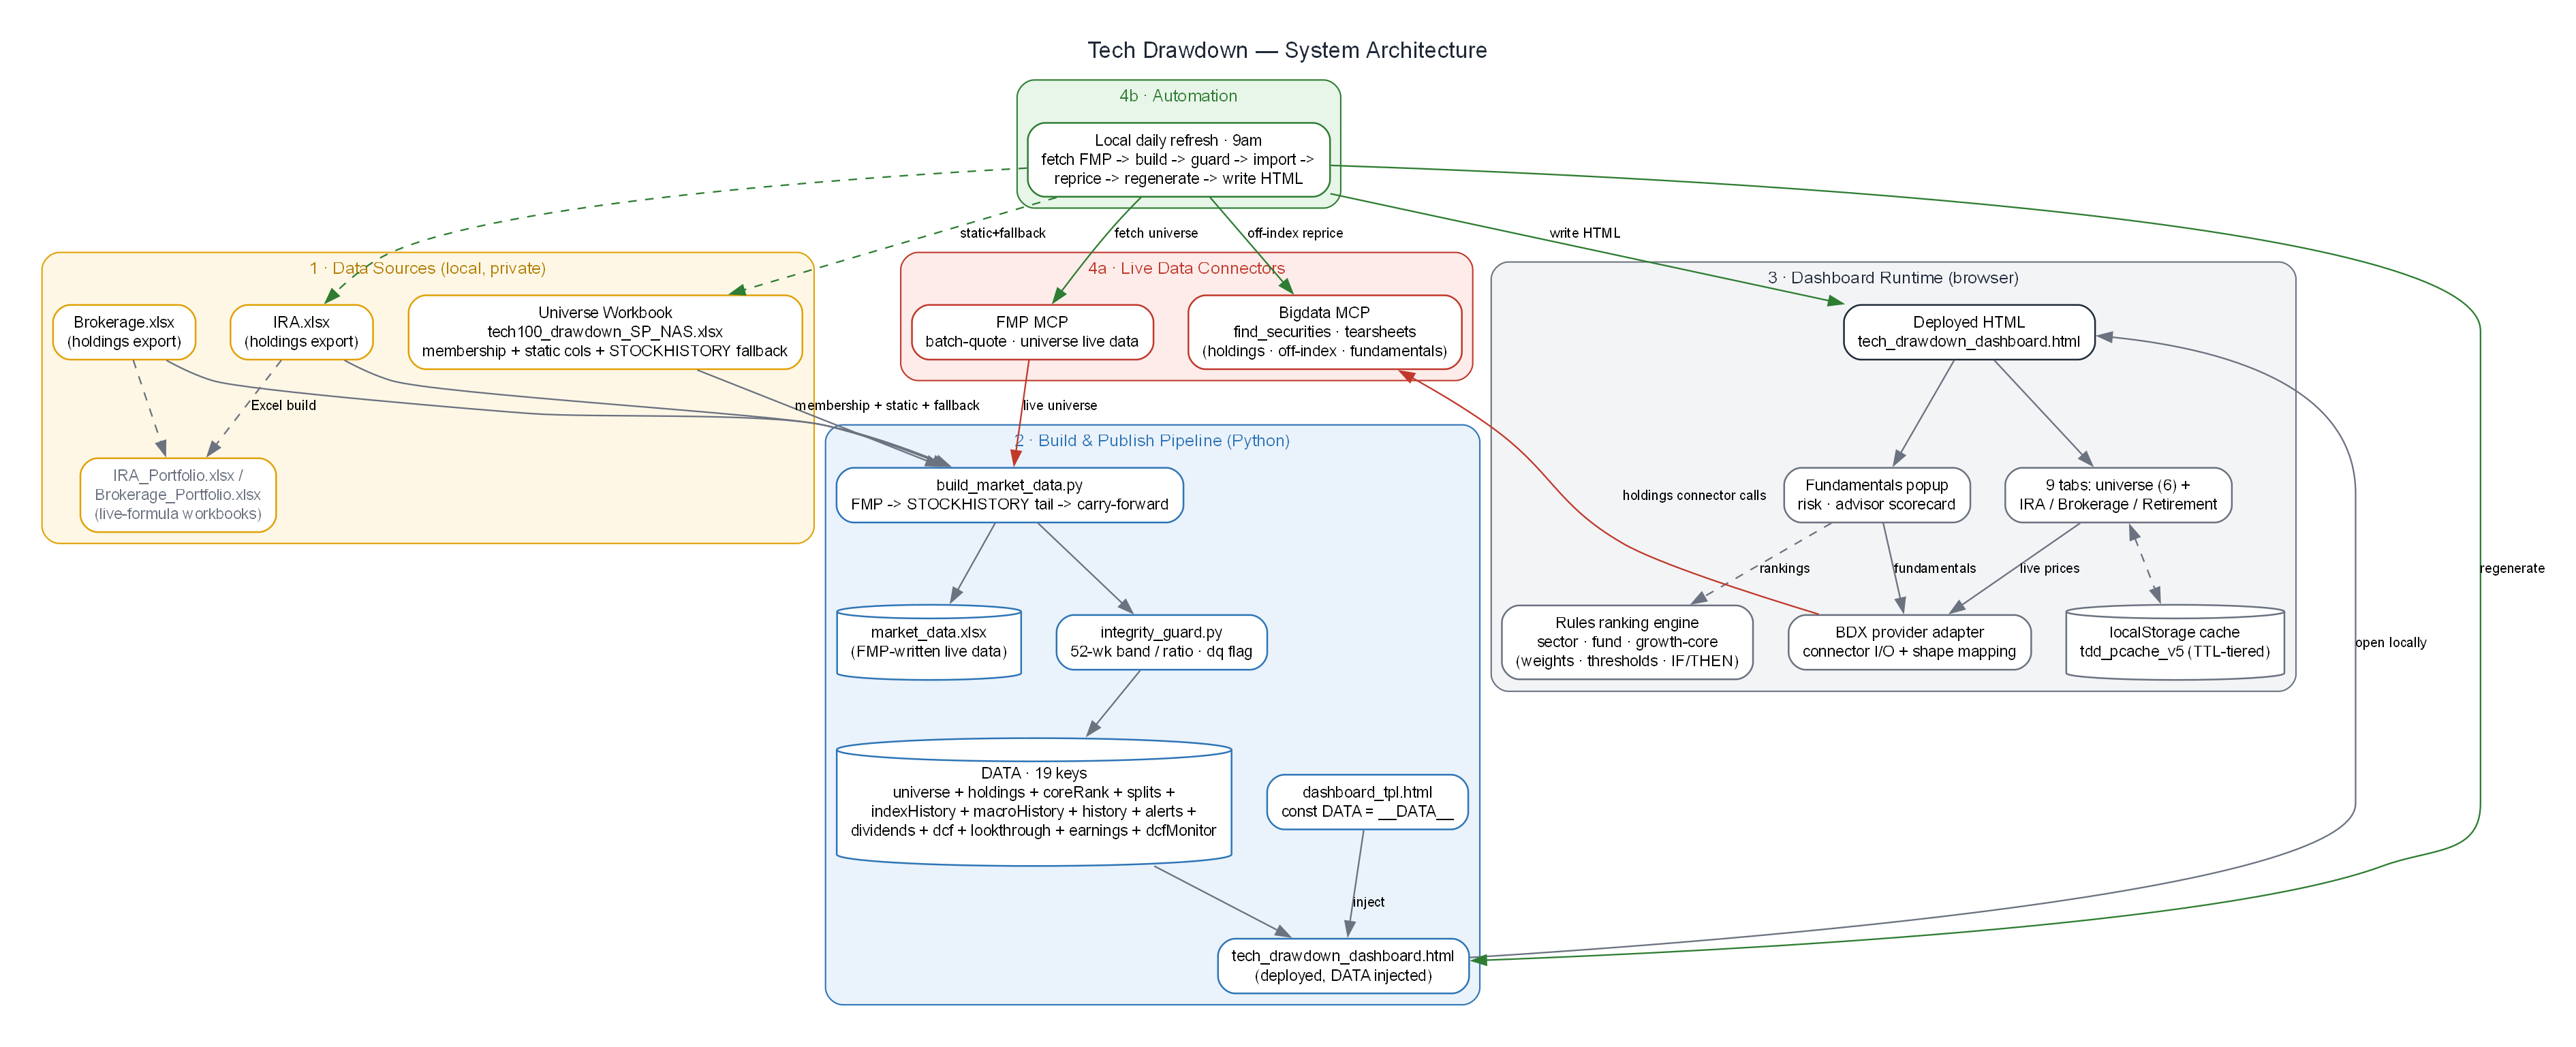 Tech Drawdown — System Architecture
4b · Automation
Local daily refresh · 9am
fetch FMP -> build -> guard -> import ->
reprice -> regenerate -> write HTML
static+fallback
fetch universe
off-index reprice
write HTML
1 · Data Sources (local, private)
Brokerage.xlsx
(holdings export)
IRA.xlsx
(holdings export)
Universe Workbook
tech100_drawdown_SP_NAS.xlsx
membership + static cols + STOCKHISTORY fallback
Excel build
IRA_Portfolio.xlsx /
Brokerage_Portfolio.xlsx
(live-formula workbooks)
4a · Live Data Connectors
FMP MCP
batch-quote · universe live data
Bigdata MCP
find_securities · tearsheets
(holdings · off-index · fundamentals)
membership + static + fallback
live universe
2 · Build & Publish Pipeline (Python)
build_market_data.py
FMP -> STOCKHISTORY tail -> carry-forward
market_data.xlsx
(FMP-written live data)
integrity_guard.py
52-wk band / ratio · dq flag
DATA · 19 keys
universe + holdings + coreRank + splits +
indexHistory + macroHistory + history + alerts +
dividends + dcf + lookthrough + earnings + dcfMonitor
dashboard_tpl.html
const DATA = __DATA__
inject
tech_drawdown_dashboard.html
(deployed, DATA injected)
3 · Dashboard Runtime (browser)
Deployed HTML
tech_drawdown_dashboard.html
holdings connector calls
Fundamentals popup
risk · advisor scorecard
9 tabs: universe (6) +
IRA / Brokerage / Retirement
rankings
fundamentals
live prices
Rules ranking engine
sector · fund · growth-core
(weights · thresholds · IF/THEN)
BDX provider adapter
connector I/O + shape mapping
localStorage cache
tdd_pcache_v5 (TTL-tiered)
open locally
regenerate